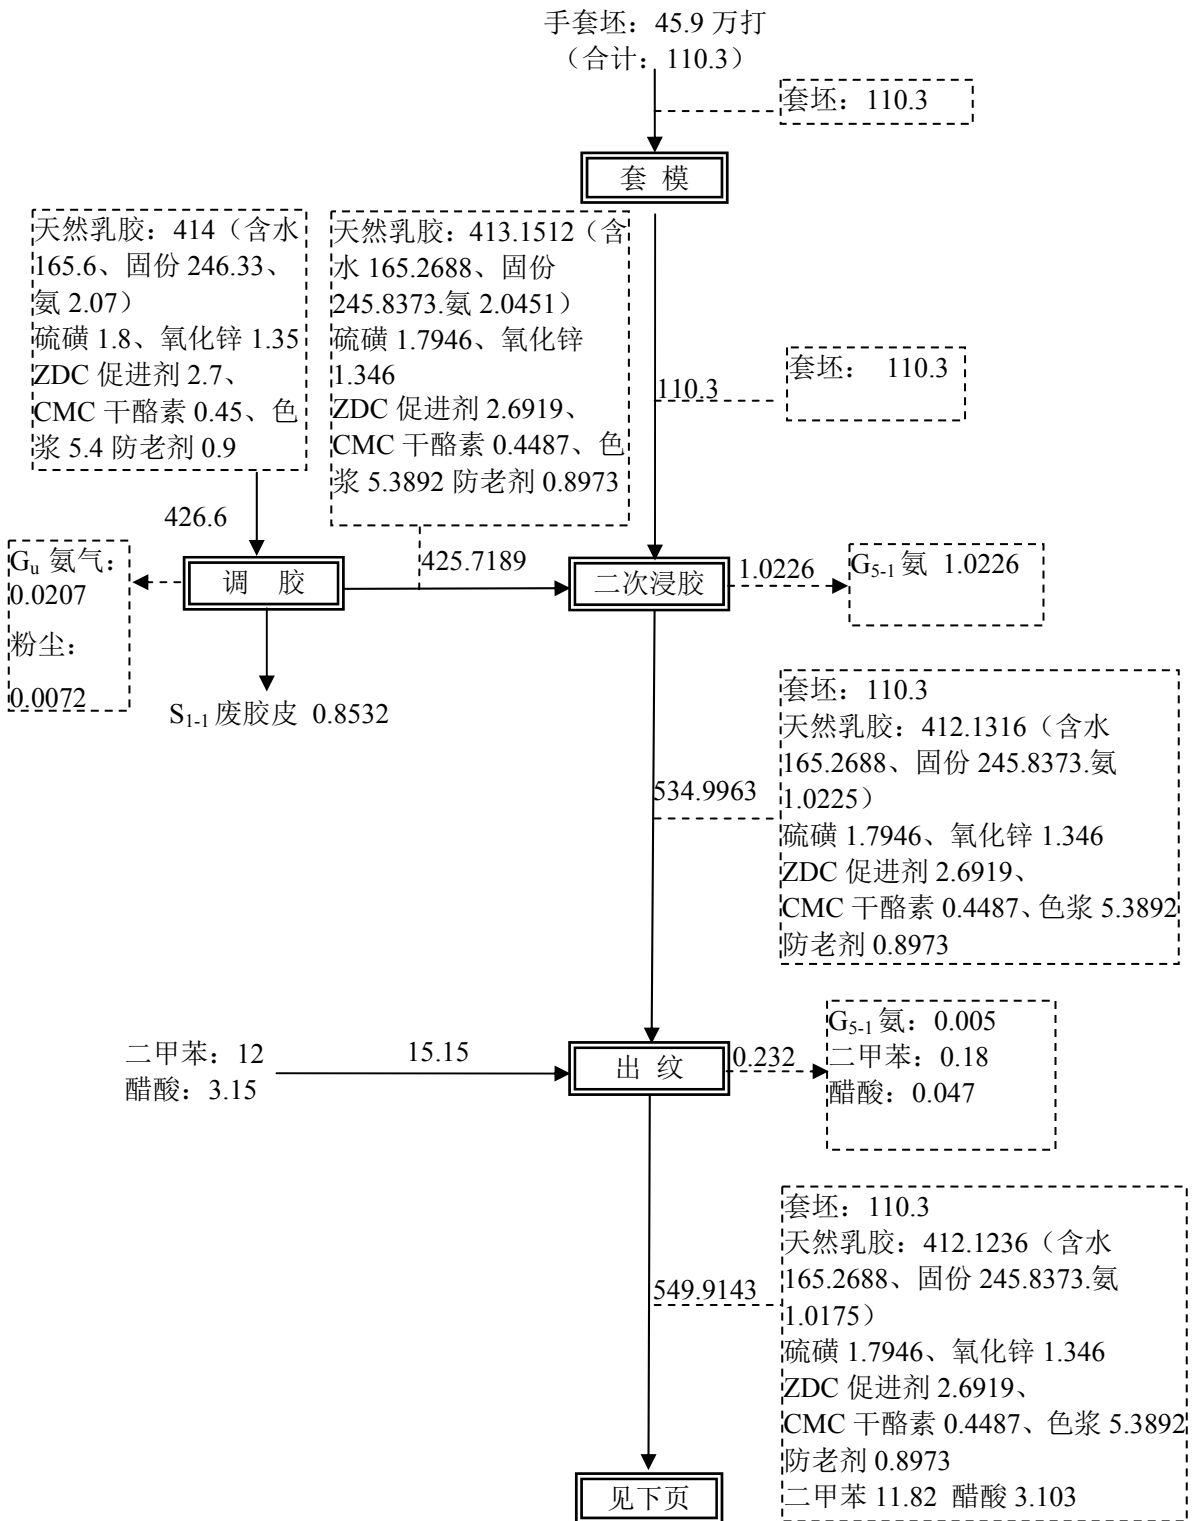 手套坯：45.9 万打
（合计：110.3）
套坯：110.3
套 模
天然乳胶：414（含水
165.6、固份 246.33、
氨 2.07）
硫磺 1.8、氧化锌 1.35
ZDC 促进剂 2.7、
CMC 干酪素 0.45、色
浆 5.4 防老剂 0.9
天然乳胶：413.1512（含
水 165.2688、固份
245.8373.氨 2.0451）
硫磺 1.7946、氧化锌
1.346
ZDC 促进剂 2.6919、
CMC 干酪素 0.4487、色
浆 5.3892 防老剂 0.8973
套坯： 110.3
110.3
426.6
Gu 氨气：
0.0207
粉尘：
0.0072
调 胶
425.7189
二次浸胶
1.0226
G5-1 氨 1.0226
S1-1 废胶皮 0.8532
套坯：110.3
天然乳胶：412.1316（含水
165.2688、固份 245.8373.氨
1.0225）
硫磺 1.7946、氧化锌 1.346
ZDC 促进剂 2.6919、
CMC 干酪素 0.4487、色浆 5.3892
防老剂 0.8973
534.9963
二甲苯：12
醋酸：3.15
15.15
出 纹
0.232
G5-1 氨：0.005
二甲苯：0.18
醋酸：0.047
549.9143
套坯：110.3
天然乳胶：412.1236（含水
165.2688、固份 245.8373.氨
1.0175）
硫磺 1.7946、氧化锌 1.346
ZDC 促进剂 2.6919、
CMC 干酪素 0.4487、色浆 5.3892
防老剂 0.8973
二甲苯 11.82 醋酸 3.103
见下页